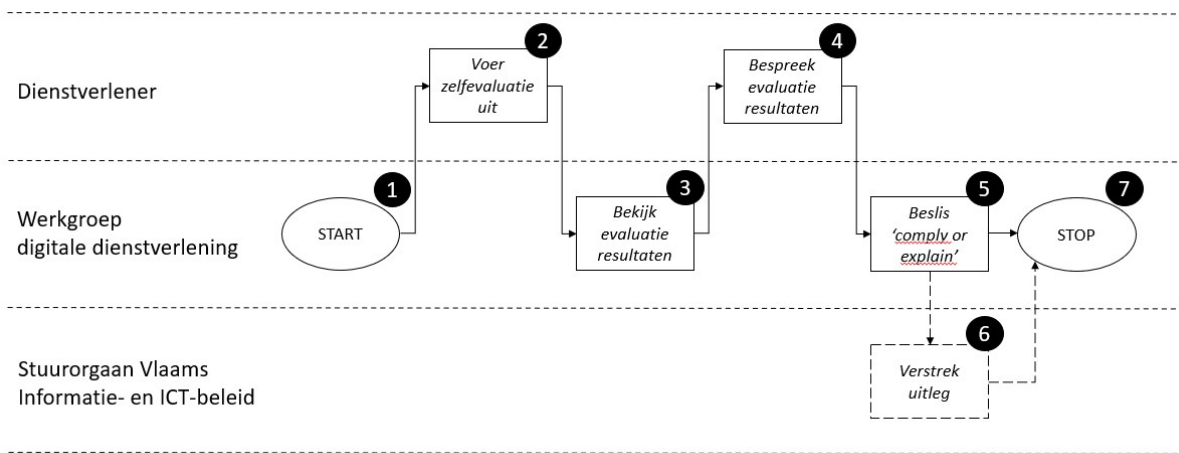 Dienstverlener
2
Voer
zelfevaluatie
uit
4
Bespreek
evaluatie
resultaten
Werkgroep
digitale dienstverlening
1
START
3
Bekijk
evaluatie
resultaten
5
Beslis
‘comply or
explain’
7
STOP
Stuurorgaan Vlaams
Informatie- en ICT-beleid
6
Verstrek
uitleg